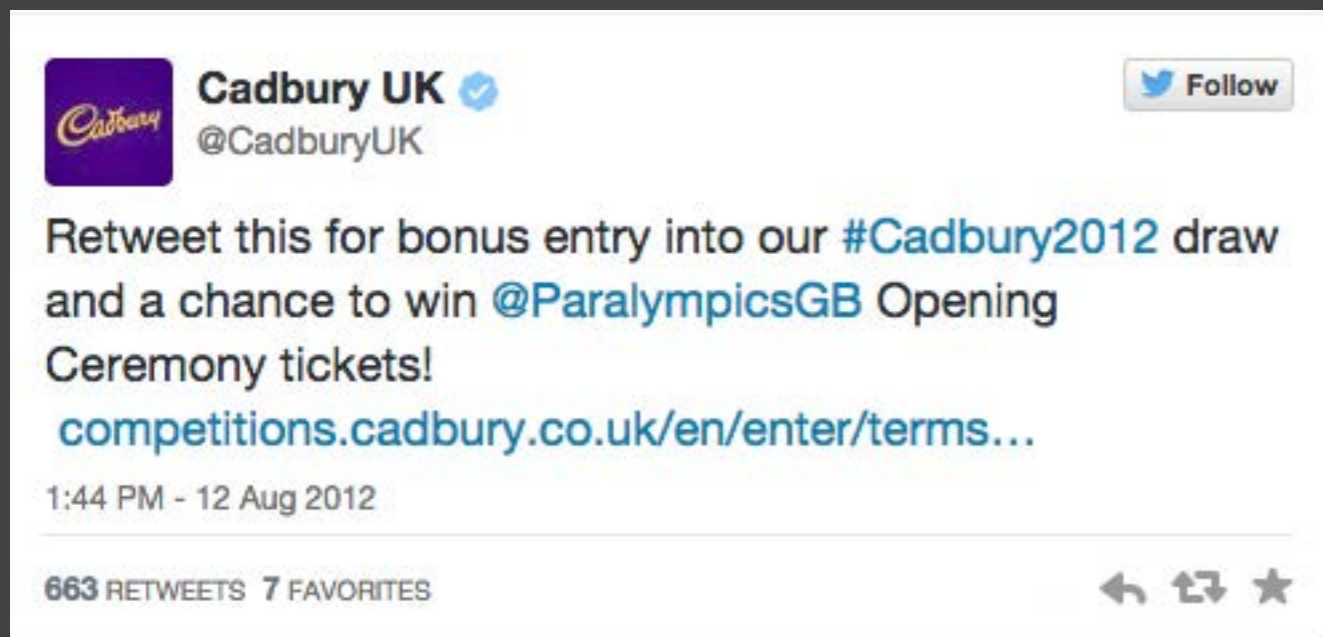 Cadbury
Cadbury UK
Follow
@CadburyUK
Retweet this for bonus entry into our #Cadbury2012 draw
and a chance to win @ParalympicsGB Opening
Ceremony tickets!
competitions.cadbury.co.uk/en/enter/terms...
1:44 PM - 12 Aug 2012
663 RETWEETS 7 FAVORITES